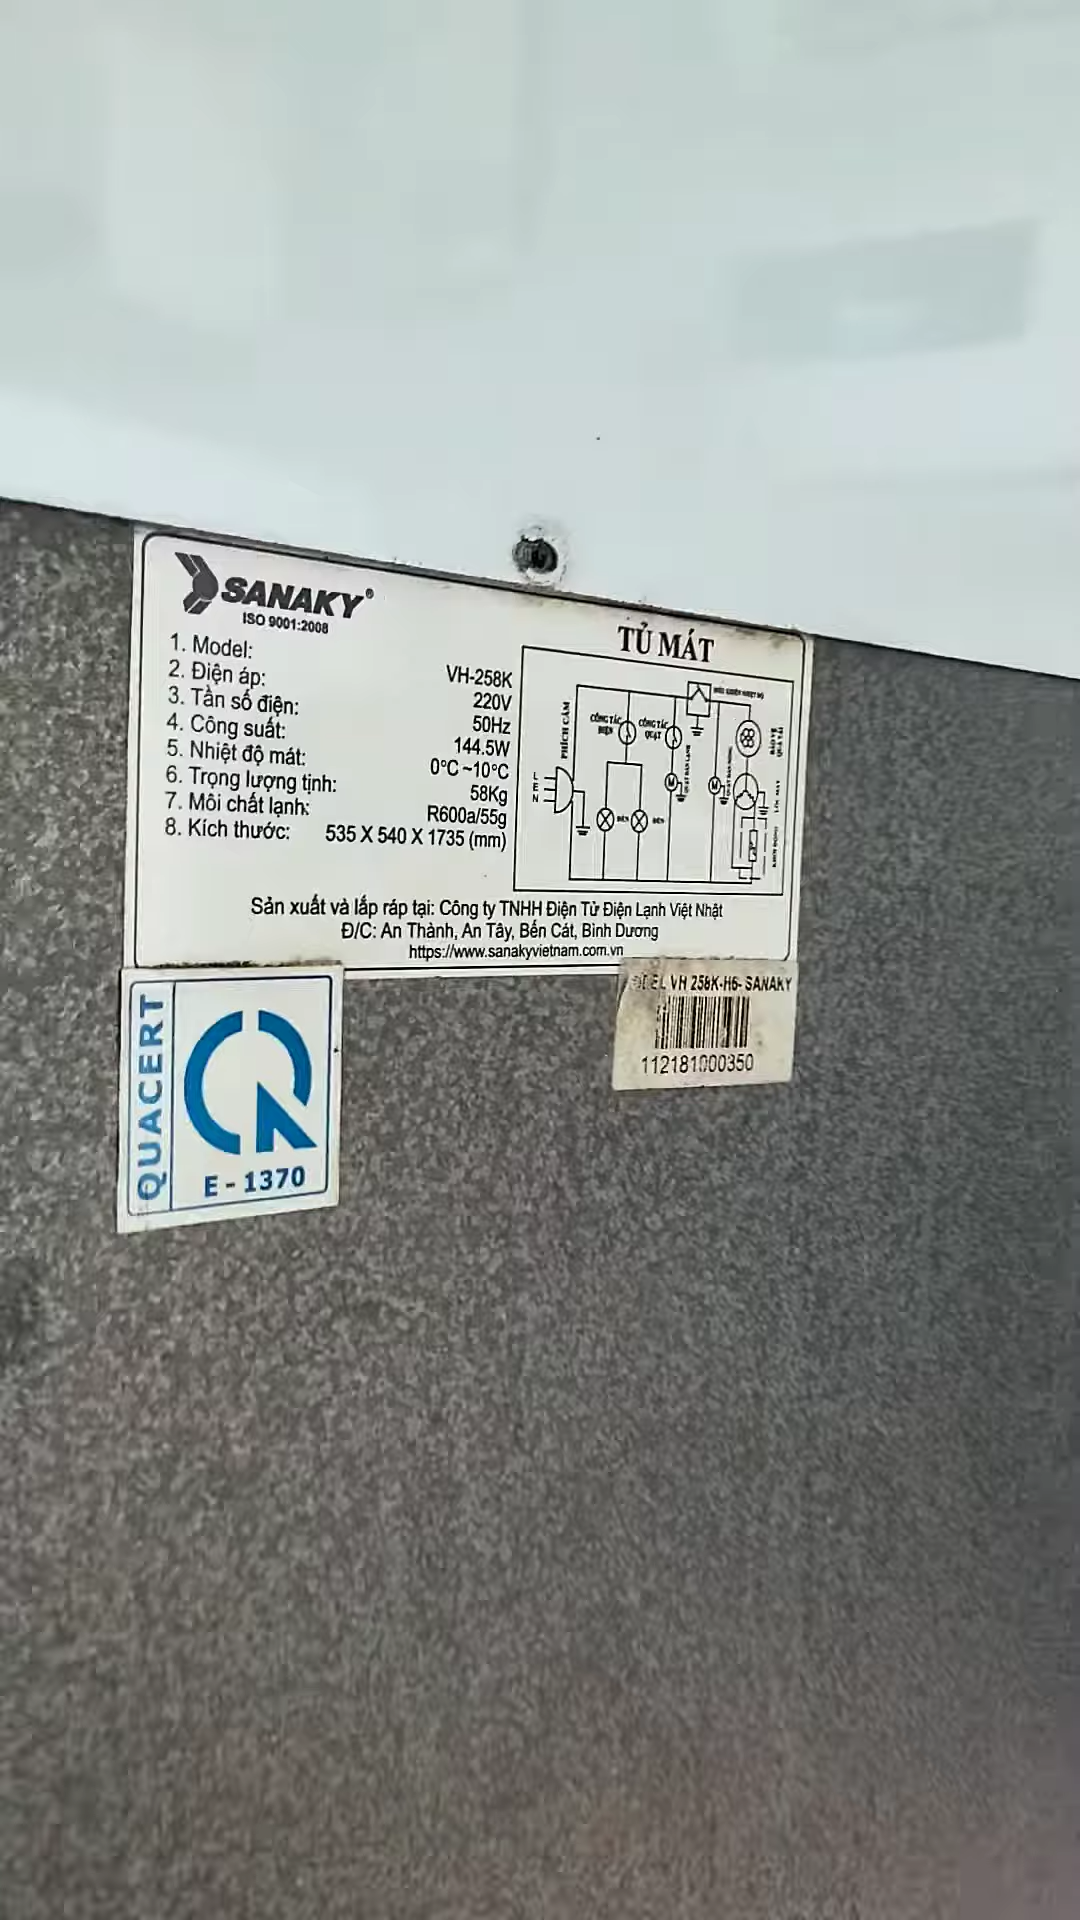 SANAKY®
ISO 9001:2008
1. Model: VH-258K
2. Điện áp: 220V
3. Tần số điện: 50Hz
4. Công suất: 144.5W
5. Nhiệt độ mát: 0°C ~10°C
6. Trọng lượng tịnh: 58Kg
7. Môi chất lạnh: R600a/55g
8. Kích thước: 535 X 540 X 1735 (mm)
TỦ MÁT
PHÍCH CẮM
L
E
N
CÔNG TẮC
ĐIỆN
CÔNG TẮC
QUẠT
ĐÈN
ĐÈN
M
M
Sản xuất và lắp ráp tại: Công ty TNHH Điện Tử Điện Lạnh Việt Nhật
Đ/C: An Thành, An Tây, Bến Cát, Bình Dương
https://www.sanakyvietnam.com.vn
QUACERT
E - 1370
VH 258K-H6- SANAKY
112181000350